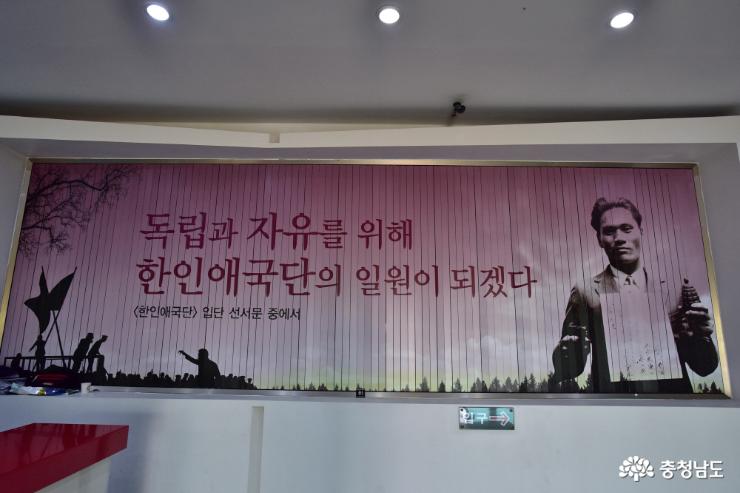 독립과 자유를 위해
한인애국단의 일원이 되겠다
〈한인애국단〉 입단 선서문 중에서
입구
충청남도